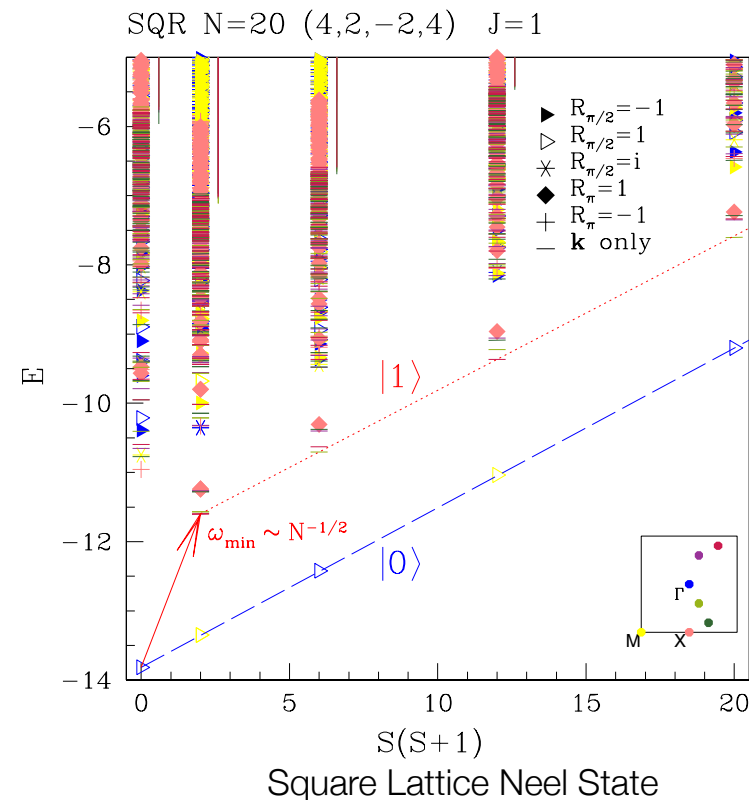 SQR N=20 (4,2,-2,4) J=1
R_{π/2}=-1
R_{π/2}=1
R_{π/2}=i
R_π=1
R_π=-1
k only
-6
-8
-10
-12
-14
E
|1⟩
ω_{min} ~ N^{-1/2}
|0⟩
Γ
M X
0 5 10 15 20
S(S+1)
Square Lattice Neel State